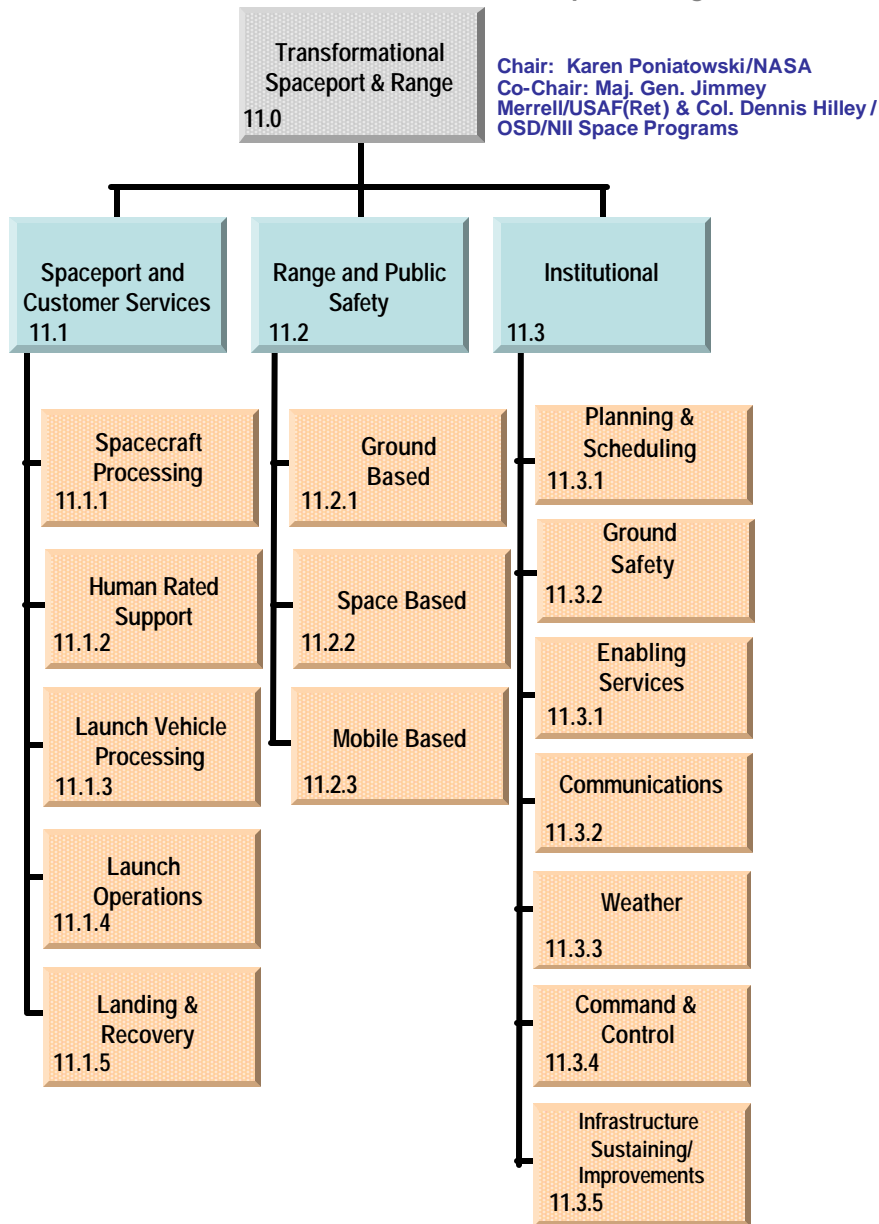 Transformational
Spaceport & Range
11.0
Chair: Karen Poniatowski/NASA
Co-Chair: Maj. Gen. Jimmey
Merrell/USAF(Ret) & Col. Dennis Hilley /
OSD/NII Space Programs
Spaceport and
Customer Services
11.1
Range and Public
Safety
11.2
Institutional
11.3
Spacecraft
Processing
11.1.1
Human Rated
Support
11.1.2
Launch Vehicle
Processing
11.1.3
Launch
Operations
11.1.4
Landing &
Recovery
11.1.5
Ground
Based
11.2.1
Space Based
11.2.2
Mobile Based
11.2.3
Planning &
Scheduling
11.3.1
Ground
Safety
11.3.2
Enabling
Services
11.3.1
Communications
11.3.2
Weather
11.3.3
Command &
Control
11.3.4
Infrastructure
Sustaining/
Improvements
11.3.5